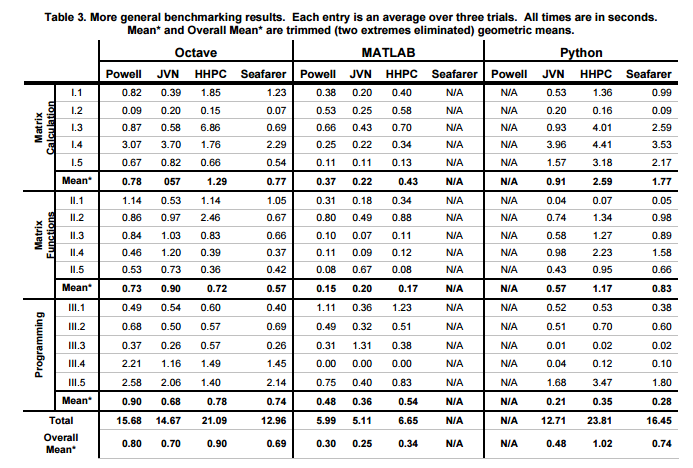 Table 3. More general benchmarking results. Each entry is an average over three trials. All times are in seconds.
Mean* and Overall Mean* are trimmed (two extremes eliminated) geometric means.
Octave MATLAB Python
Powell JVN HHPC Seafarer Powell JVN HHPC Seafarer Powell JVN HHPC Seafarer
Matrix Calculation
I.1 0.82 0.39 1.85 1.23 0.38 0.20 0.40 N/A N/A 0.53 1.36 0.99
I.2 0.09 0.20 0.15 0.07 0.53 0.25 0.58 N/A N/A 0.20 0.16 0.09
I.3 0.87 0.58 6.86 0.69 0.66 0.43 0.70 N/A N/A 0.93 4.01 2.59
I.4 3.07 3.70 1.76 2.29 0.25 0.22 0.34 N/A N/A 3.96 4.41 3.53
I.5 0.67 0.82 0.66 0.54 0.11 0.11 0.13 N/A N/A 1.57 3.18 2.17
Mean* 0.78 057 1.29 0.77 0.37 0.22 0.43 N/A N/A 0.91 2.59 1.77
Matrix Functions
II.1 1.14 0.53 1.14 1.05 0.31 0.18 0.34 N/A N/A 0.04 0.07 0.05
II.2 0.86 0.97 2.46 0.67 0.80 0.49 0.88 N/A N/A 0.74 1.34 0.98
II.3 0.84 1.03 0.83 0.66 0.10 0.07 0.11 N/A N/A 0.58 1.27 0.89
II.4 0.46 1.20 0.39 0.37 0.11 0.09 0.12 N/A N/A 0.98 2.23 1.58
II.5 0.53 0.73 0.36 0.42 0.08 0.67 0.08 N/A N/A 0.43 0.95 0.66
Mean* 0.73 0.90 0.72 0.57 0.15 0.20 0.17 N/A N/A 0.57 1.17 0.83
Programming
III.1 0.49 0.54 0.60 0.40 1.11 0.36 1.23 N/A N/A 0.52 0.53 0.38
III.2 0.68 0.50 0.57 0.69 0.49 0.32 0.51 N/A N/A 0.51 0.70 0.60
III.3 0.37 0.26 0.57 0.26 0.31 1.31 0.38 N/A N/A 0.01 0.02 0.02
III.4 2.21 1.16 1.49 1.45 0.00 0.00 0.00 N/A N/A 0.04 0.12 0.10
III.5 2.58 2.06 1.40 2.14 0.75 0.40 0.83 N/A N/A 1.68 3.47 1.80
Mean* 0.90 0.68 0.78 0.74 0.48 0.36 0.54 N/A N/A 0.21 0.35 0.28
Total 15.68 14.67 21.09 12.96 5.99 5.11 6.65 N/A N/A 12.71 23.81 16.45
Overall
Mean* 0.80 0.70 0.90 0.69 0.30 0.25 0.34 N/A N/A 0.48 1.02 0.74